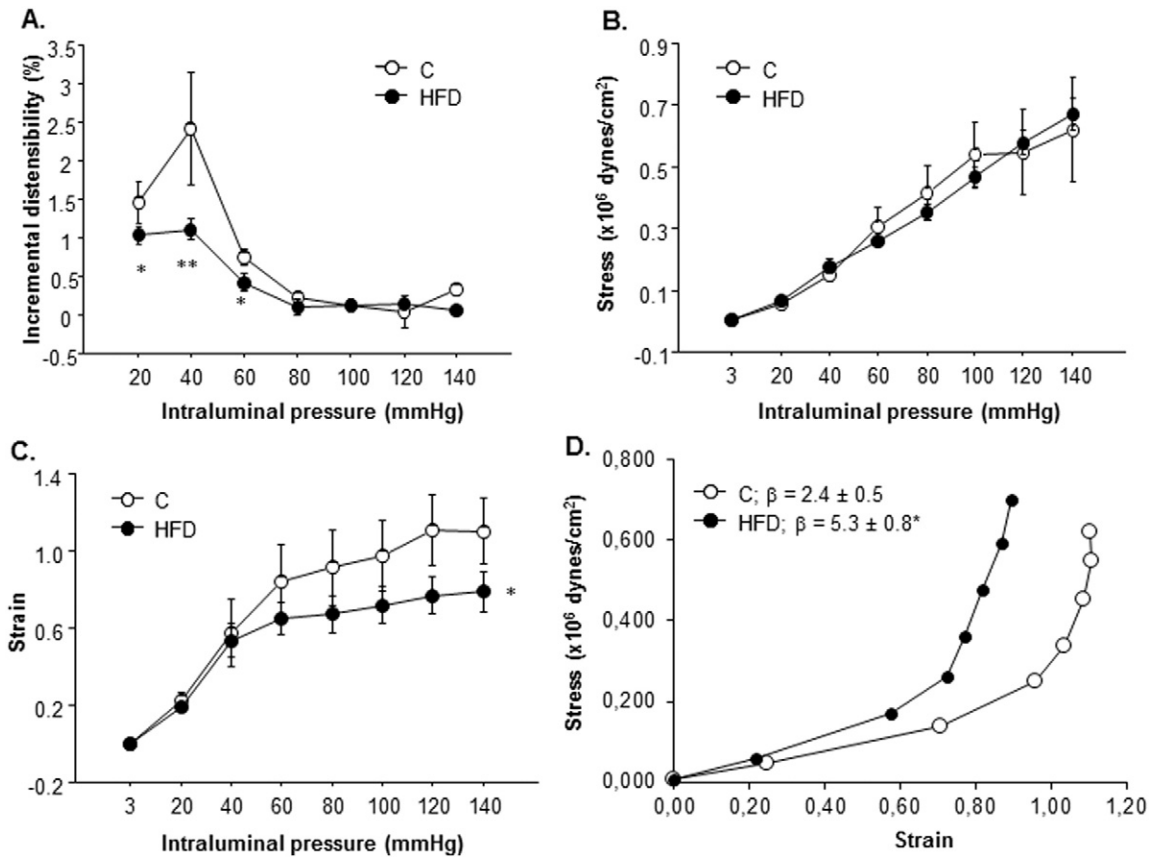 A.
Incremental distensibility (%)
3.5
3
2.5
2
1.5
1
0.5
0
-0.5
C
HFD
*
**
*
20 40 60 80 100 120 140
Intraluminal pressure (mmHg)
B.
Stress (x10⁶ dynes/cm²)
0.9
0.7
0.5
0.3
0.1
-0.1
C
HFD
3 20 40 60 80 100 120 140
Intraluminal pressure (mmHg)
C.
Strain
1.4
1.0
0.6
0.2
-0.2
C
HFD
*
3 20 40 60 80 100 120 140
Intraluminal pressure (mmHg)
D.
Stress (x10⁶ dynes/cm²)
0,800
0,600
0,400
0,200
0,000
C; β = 2.4 ± 0.5
HFD; β = 5.3 ± 0.8*
0,00 0,20 0,40 0,60 0,80 1,00 1,20
Strain